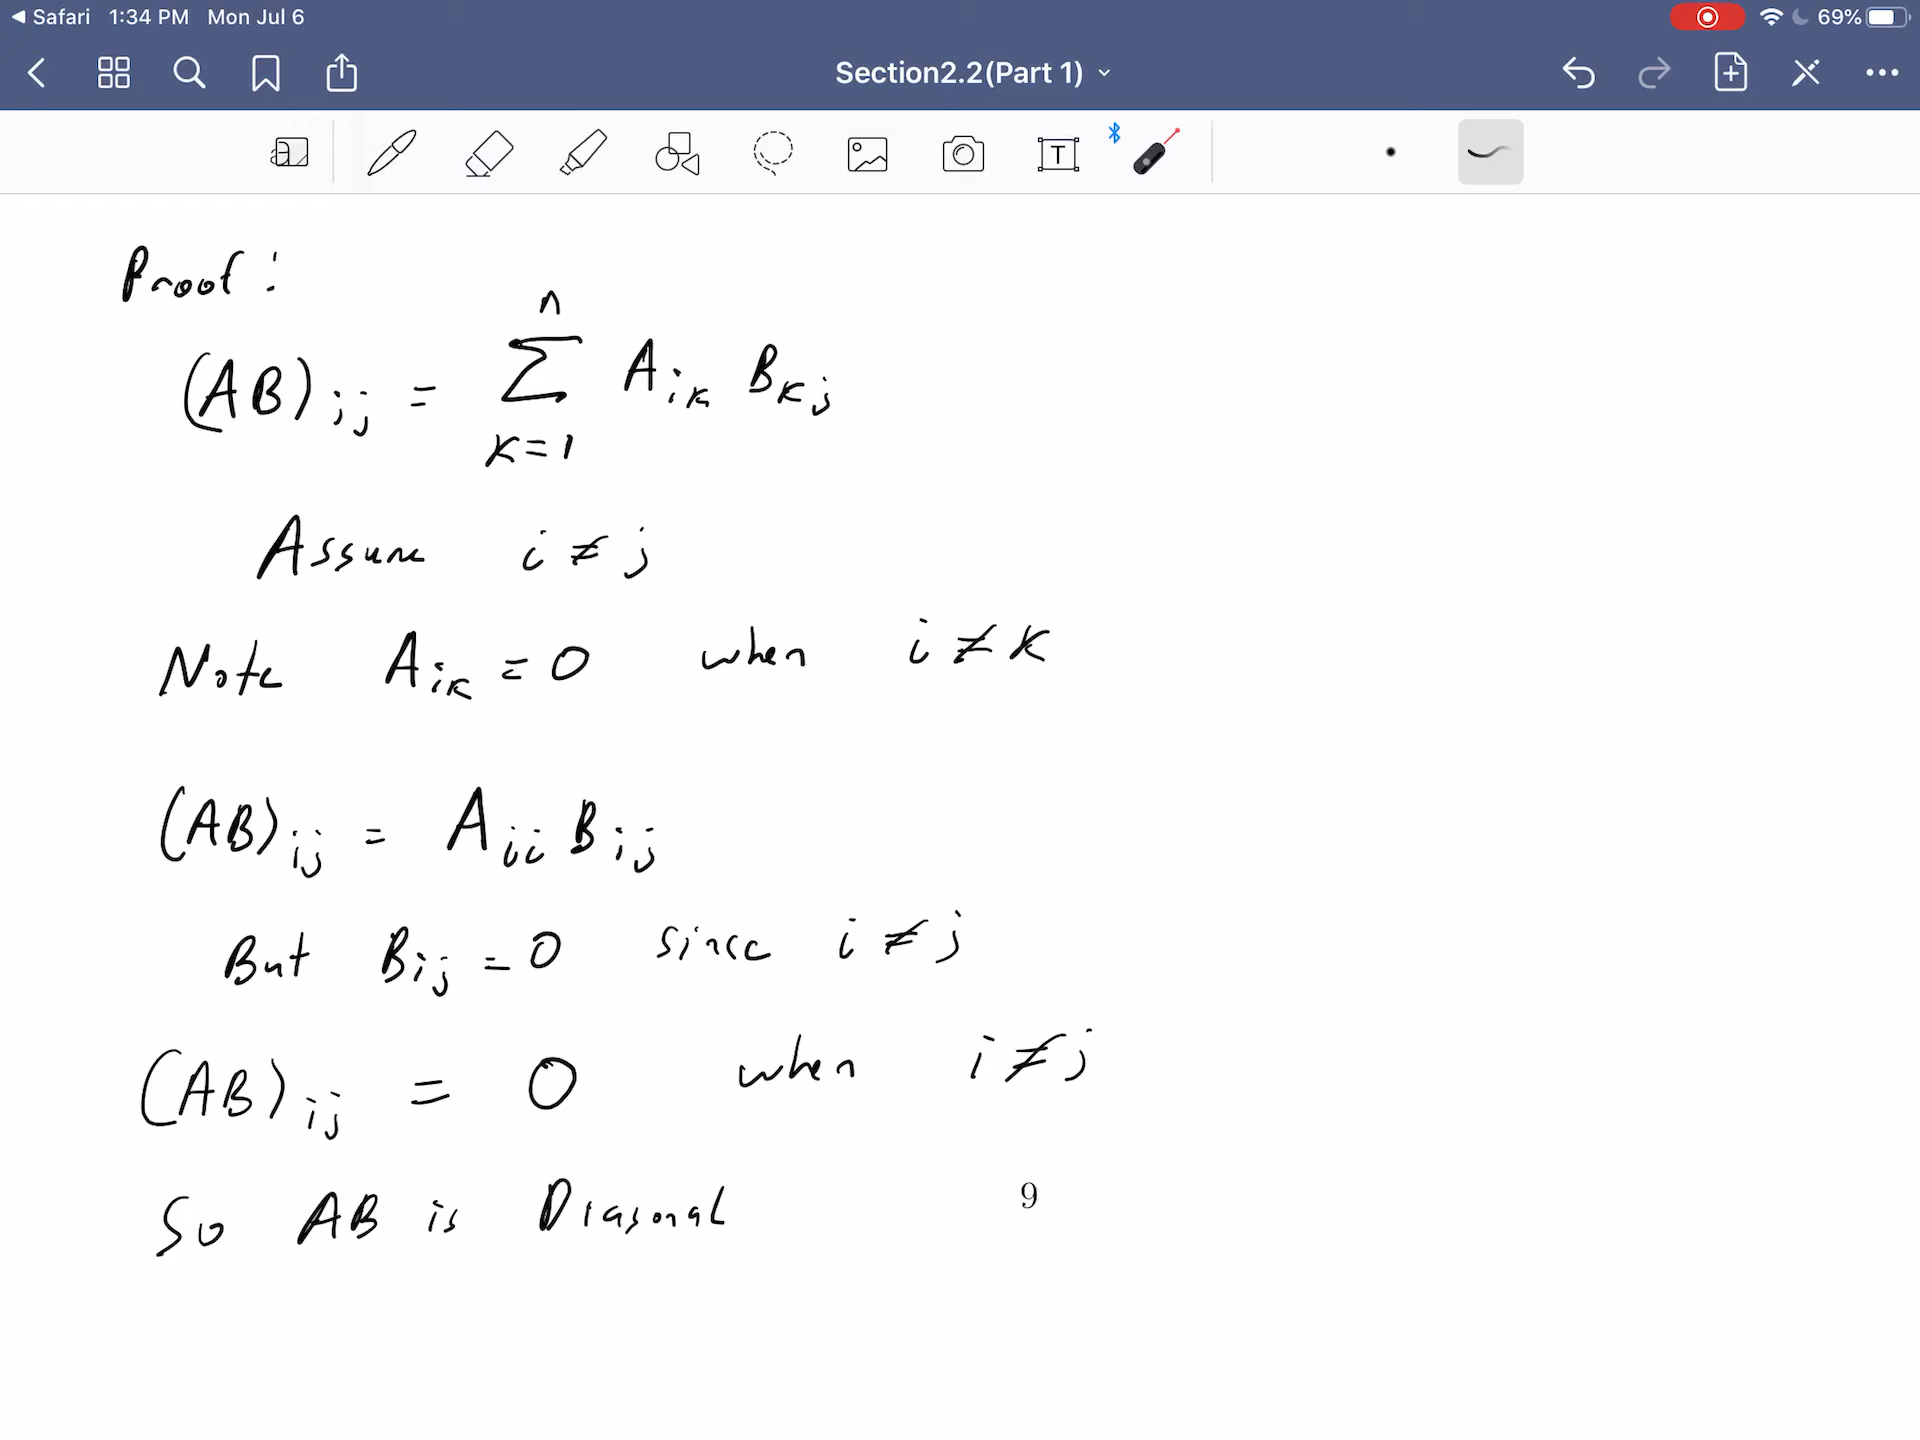 Safari 1:34 PM Mon Jul 6 69%
Section2.2(Part 1)
a T
Proof:
(AB)ij = ∑ₖ₌₁ⁿ Aik Bkj
Assume i ≠ j
Note Aik = 0 when i ≠ k
(AB)ij = Aii Bij
But Bij = 0 since i ≠ j
(AB)ij = 0 when i ≠ j
So AB is Diagonal
9